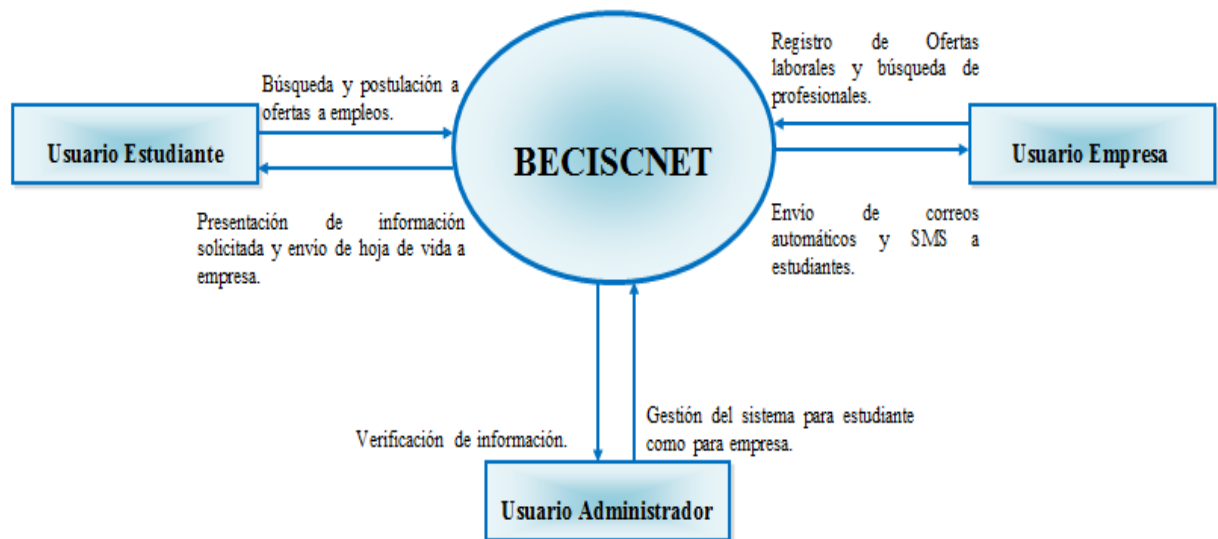 Búsqueda y postulación a
ofertas a empleos.
Usuario Estudiante
Presentación de información
solicitada y envío de hoja de vida a
empresa.
BECISCNET
Registro de Ofertas
laborales y búsqueda de
profesionales.
Usuario Empresa
Envío de correos
automáticos y SMS a
estudiantes.
Verificación de información.
Gestión del sistema para estudiante
como para empresa.
Usuario Administrador